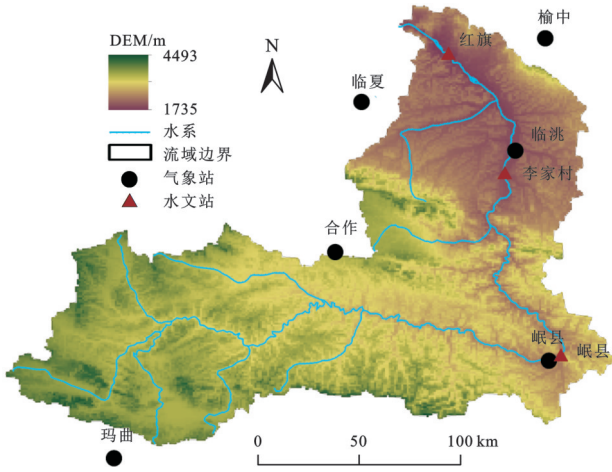 DEM/m
4493
1735
水系
流域边界
气象站
水文站
N
榆中
红旗
临夏
临洮
李家村
合作
岷县
岷县
玛曲
0 50 100 km